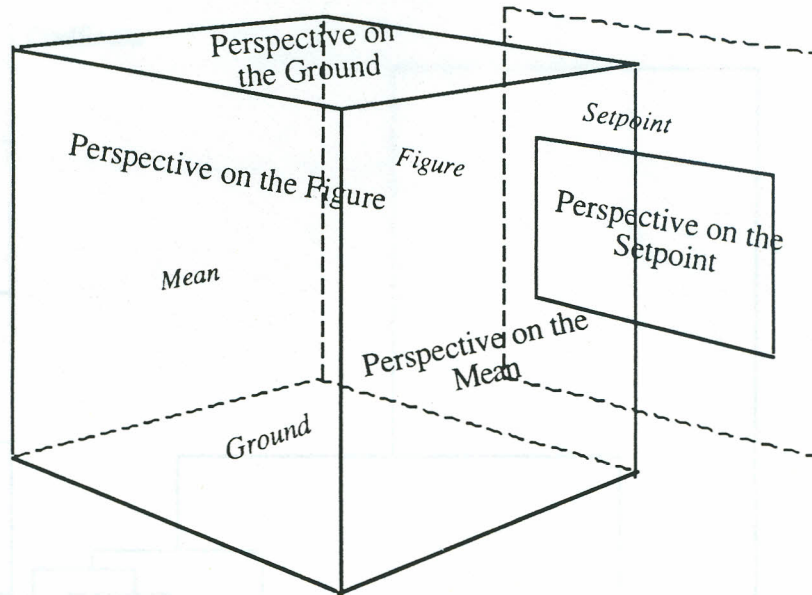 Perspective on
the Ground
Setpoint
Perspective on the Figure
Figure
Perspective on the
Setpoint
Mean
Perspective on the
Mean
Ground